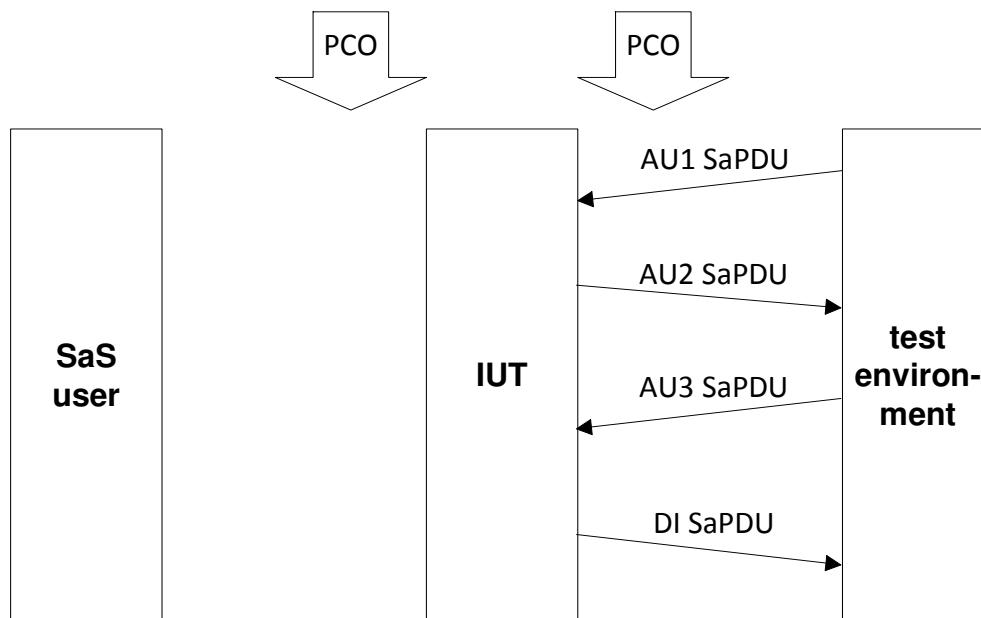 PCO
PCO
AU1 SaPDU
AU2 SaPDU
SaS
user
IUT
test
environ-
ment
AU3 SaPDU
DI SaPDU